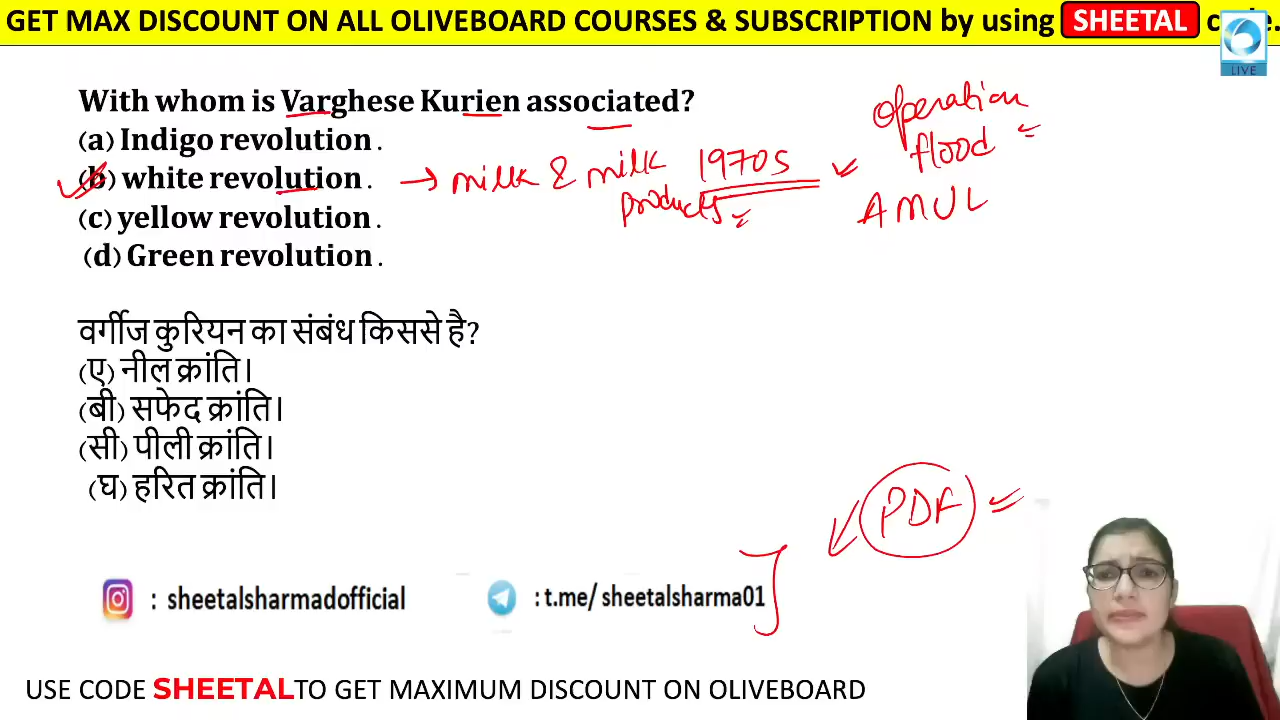 GET MAX DISCOUNT ON ALL OLIVEBOARD COURSES & SUBSCRIPTION by using SHEETAL code.
LIVE
With whom is Varghese Kurien associated?
(a) Indigo revolution.
(b) white revolution.
(c) yellow revolution.
(d) Green revolution.
→ milk & milk products 1970s
operation
flood
AMUL
वर्गीज कुरियन का संबंध किससे है?
(ए) नील क्रांति।
(बी) सफेद क्रांति।
(सी) पीली क्रांति।
(घ) हरित क्रांति।
PDF
: sheetalsharmadofficial
: t.me/ sheetalsharma01
USE CODE SHEETAL TO GET MAXIMUM DISCOUNT ON OLIVEBOARD